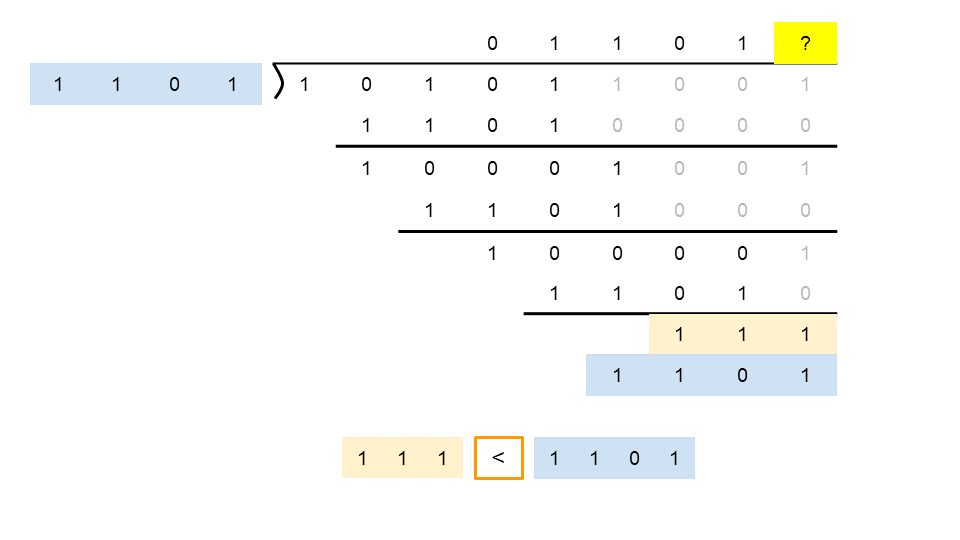 0 1 1 0 1 ?
1 1 0 1 1 0 1 0 1 1 0 0 1
1 1 0 1 0 0 0 0
1 0 0 0 1 0 0 1
1 1 0 1 0 0 0
1 0 0 0 0 1
1 1 0 1 0
1 1 1
1 1 0 1
1 1 1 < 1 1 0 1